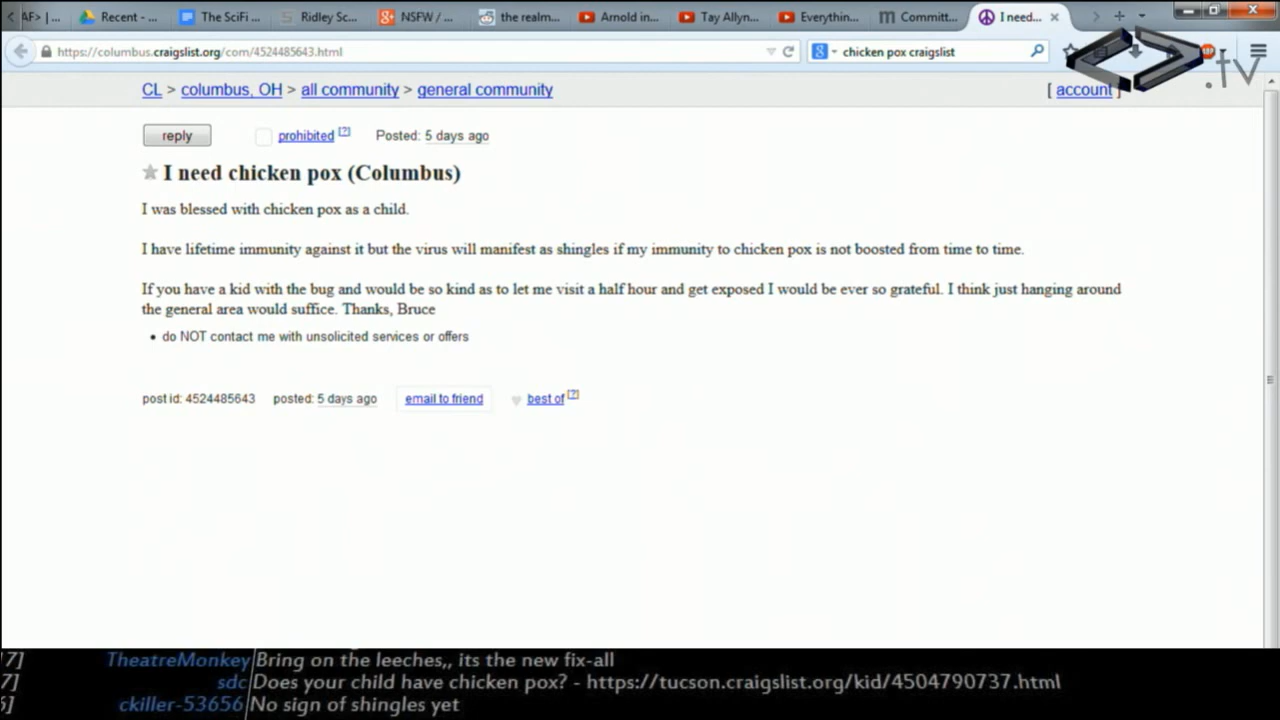 AF> | ...
Recent - ...
The SciFi ...
Ridley Sc...
NSFW / ...
the realm...
Arnold in...
Tay Allyn...
Everythin...
Committ...
I need...
https://columbus.craigslist.org/com/4524485643.html
chicken pox craigslist
.tv
CL > columbus, OH > all community > general community
[ account ]
reply
prohibited [?]
Posted: 5 days ago
I need chicken pox (Columbus)
I was blessed with chicken pox as a child.
I have lifetime immunity against it but the virus will manifest as shingles if my immunity to chicken pox is not boosted from time to time.
If you have a kid with the bug and would be so kind as to let me visit a half hour and get exposed I would be ever so grateful. I think just hanging around
the general area would suffice. Thanks, Bruce
• do NOT contact me with unsolicited services or offers
post id: 4524485643 posted: 5 days ago email to friend best of [?]
7] TheatreMonkey Bring on the leeches,, its the new fix-all
7] sdc Does your child have chicken pox? - https://tucson.craigslist.org/kid/4504790737.html
ckiller-53656 No sign of shingles yet